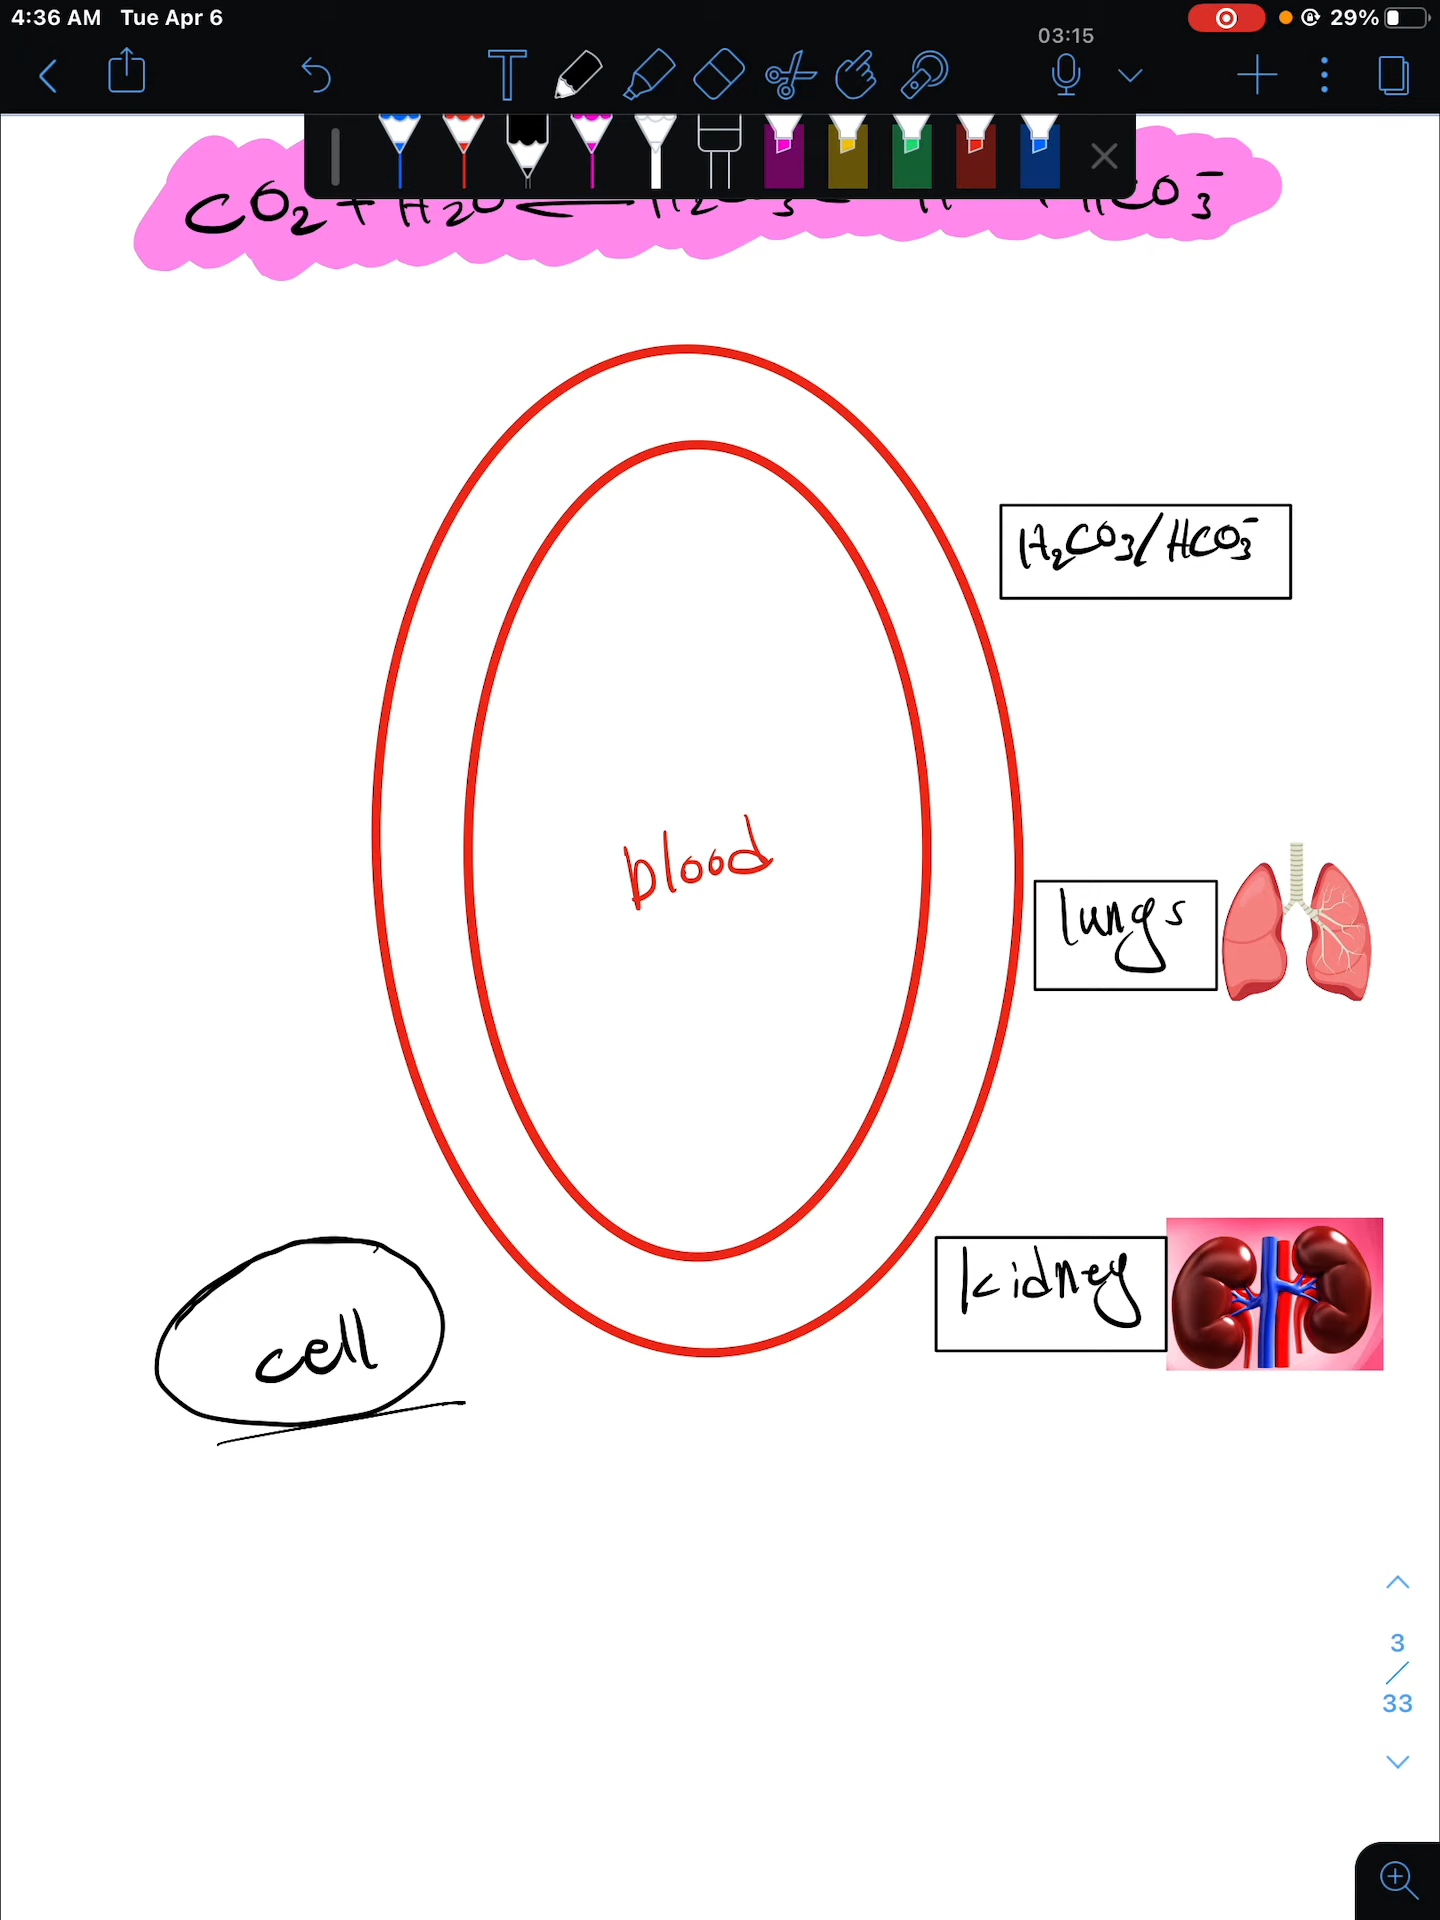 4:36 AM Tue Apr 6
29%
03:15
T
CO₂ + H₂O
HCO₃⁻
H₂CO₃/HCO₃⁻
blood
lungs
kidney
cell
3
/
33